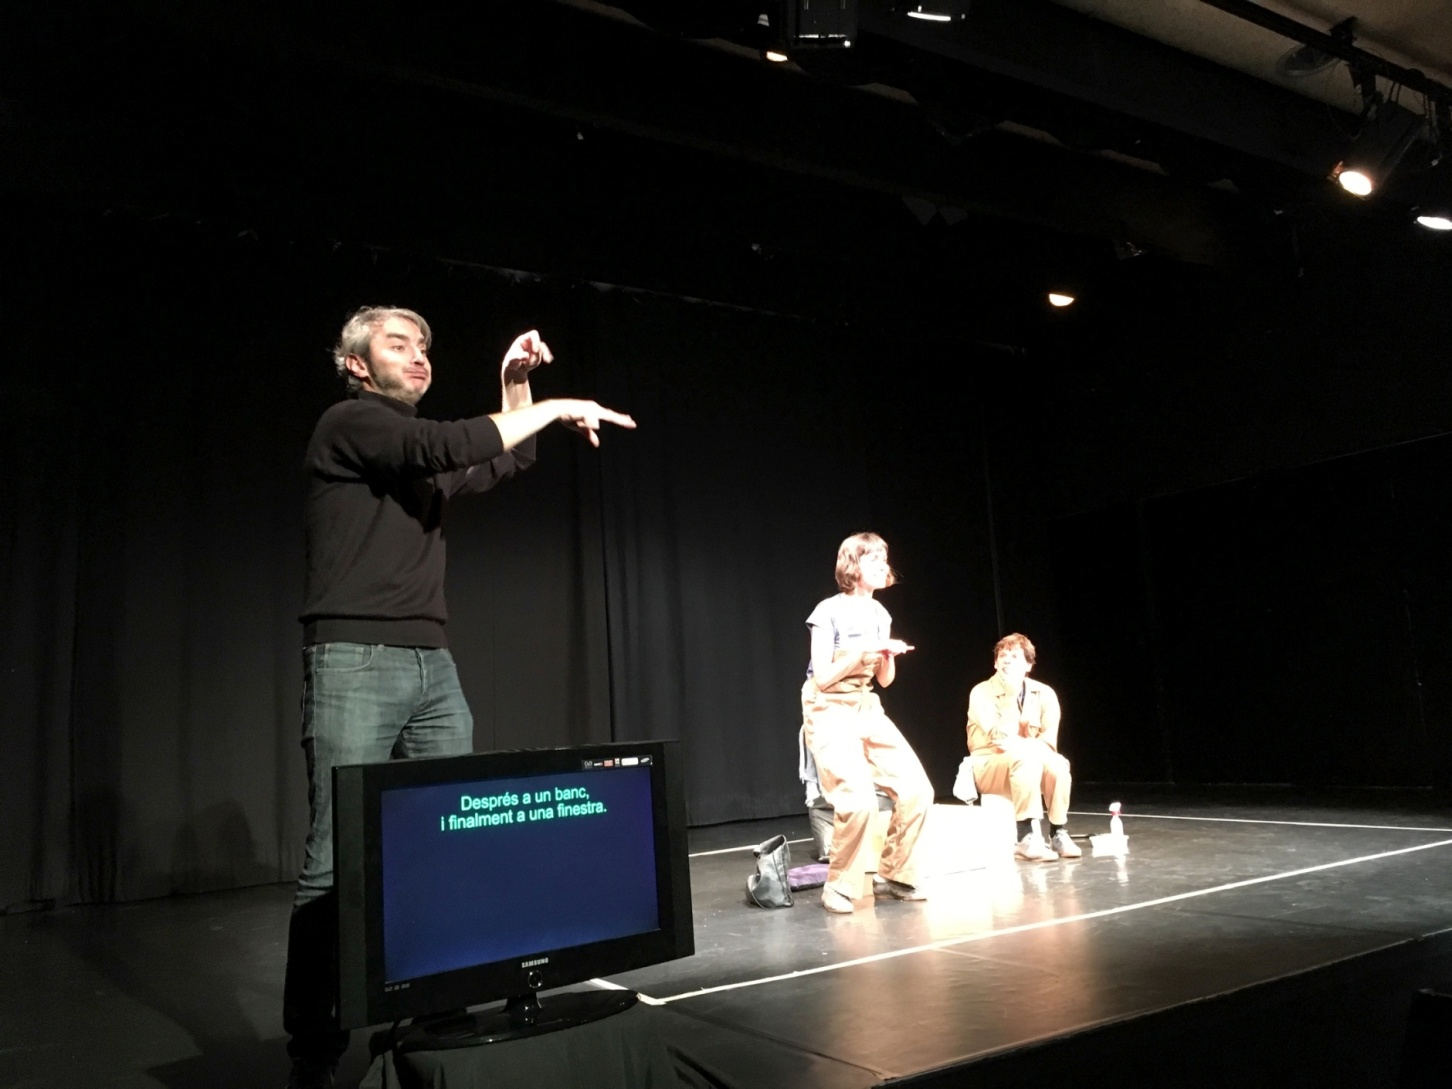 Després a un banc,
i finalment a una finestra.
SAMSUNG